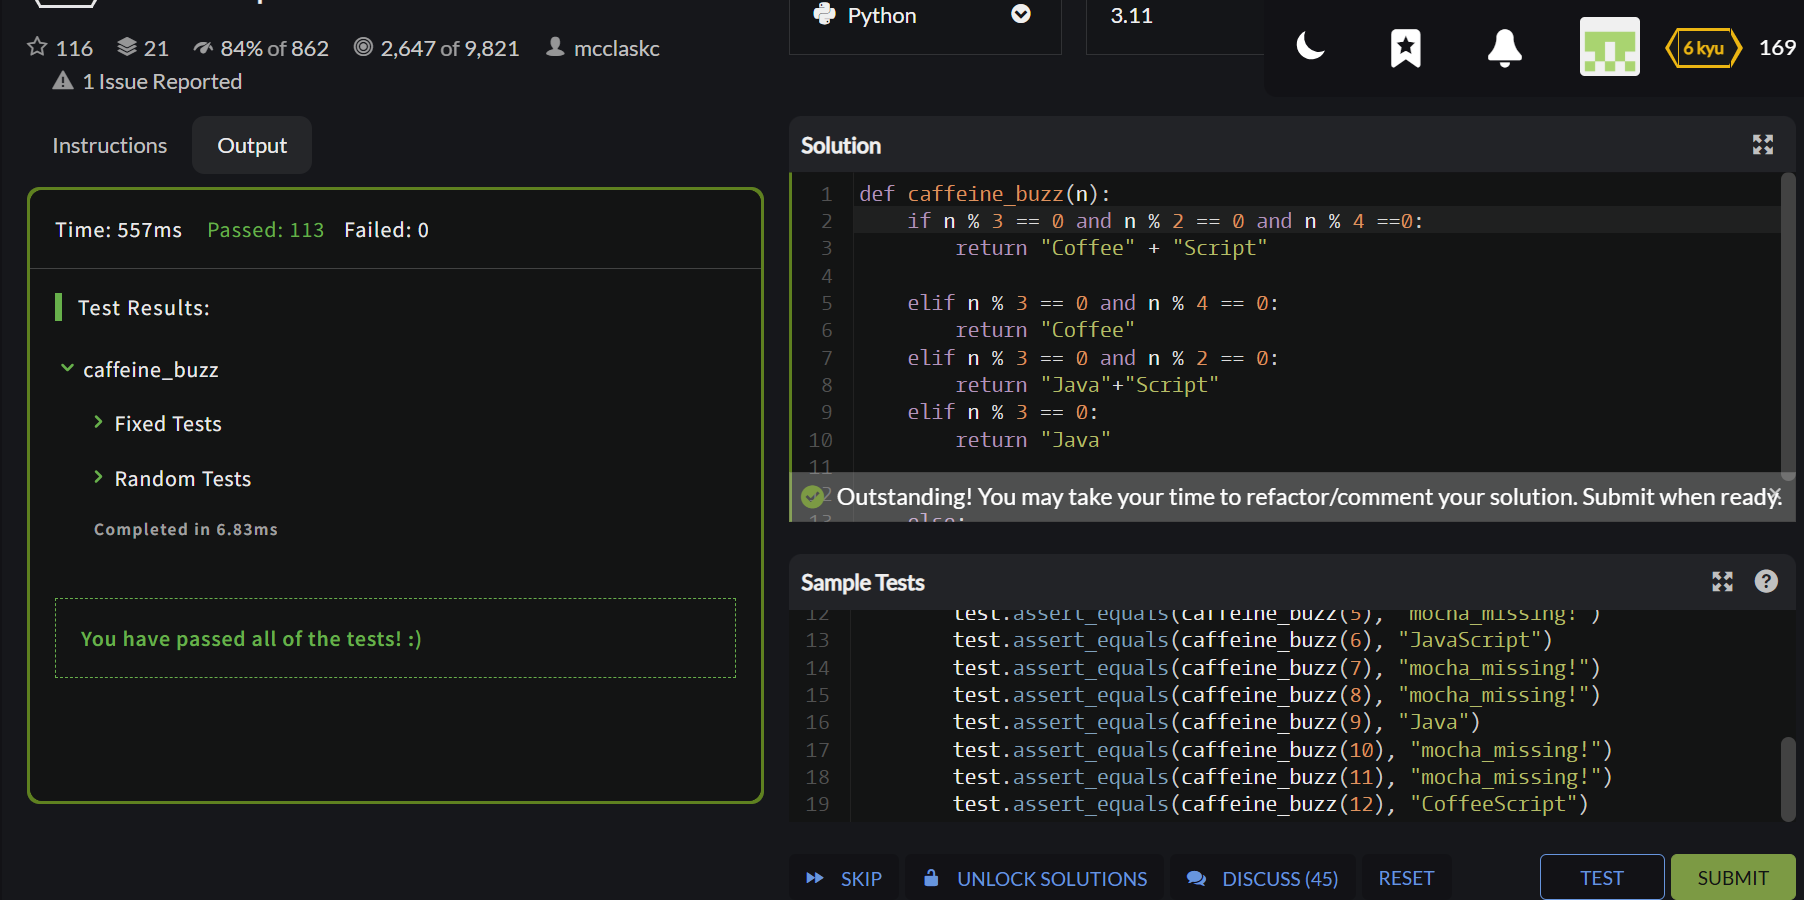 Python
3.11
116 21 84% of 862 2,647 of 9,821 mcclaskc
6 kyu 169
1 Issue Reported
Instructions
Output
Time: 557ms Passed: 113 Failed: 0
Test Results:
caffeine_buzz
Fixed Tests
Random Tests
Completed in 6.83ms
You have passed all of the tests! :)
Solution
1 def caffeine_buzz(n):
2 if n % 3 == 0 and n % 2 == 0 and n % 4 ==0:
3 return "Coffee" + "Script"
4
5 elif n % 3 == 0 and n % 4 == 0:
6 return "Coffee"
7 elif n % 3 == 0 and n % 2 == 0:
8 return "Java"+"Script"
9 elif n % 3 == 0:
10 return "Java"
11
Outstanding! You may take your time to refactor/comment your solution. Submit when ready.
13 else:
Sample Tests
12 test.assert_equals(caffeine_buzz(5), "mocha_missing!")
13 test.assert_equals(caffeine_buzz(6), "JavaScript")
14 test.assert_equals(caffeine_buzz(7), "mocha_missing!")
15 test.assert_equals(caffeine_buzz(8), "mocha_missing!")
16 test.assert_equals(caffeine_buzz(9), "Java")
17 test.assert_equals(caffeine_buzz(10), "mocha_missing!")
18 test.assert_equals(caffeine_buzz(11), "mocha_missing!")
19 test.assert_equals(caffeine_buzz(12), "CoffeeScript")
SKIP
UNLOCK SOLUTIONS
DISCUSS (45)
RESET
TEST
SUBMIT